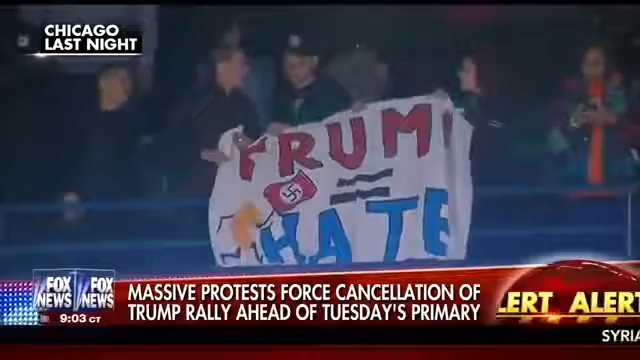 CHICAGO
LAST NIGHT
TRUMP
=
HATE
FOX
NEWS
FOX
NEWS
9:03 CT
MASSIVE PROTESTS FORCE CANCELLATION OF
TRUMP RALLY AHEAD OF TUESDAY'S PRIMARY
LERT ALERT
SYRIA